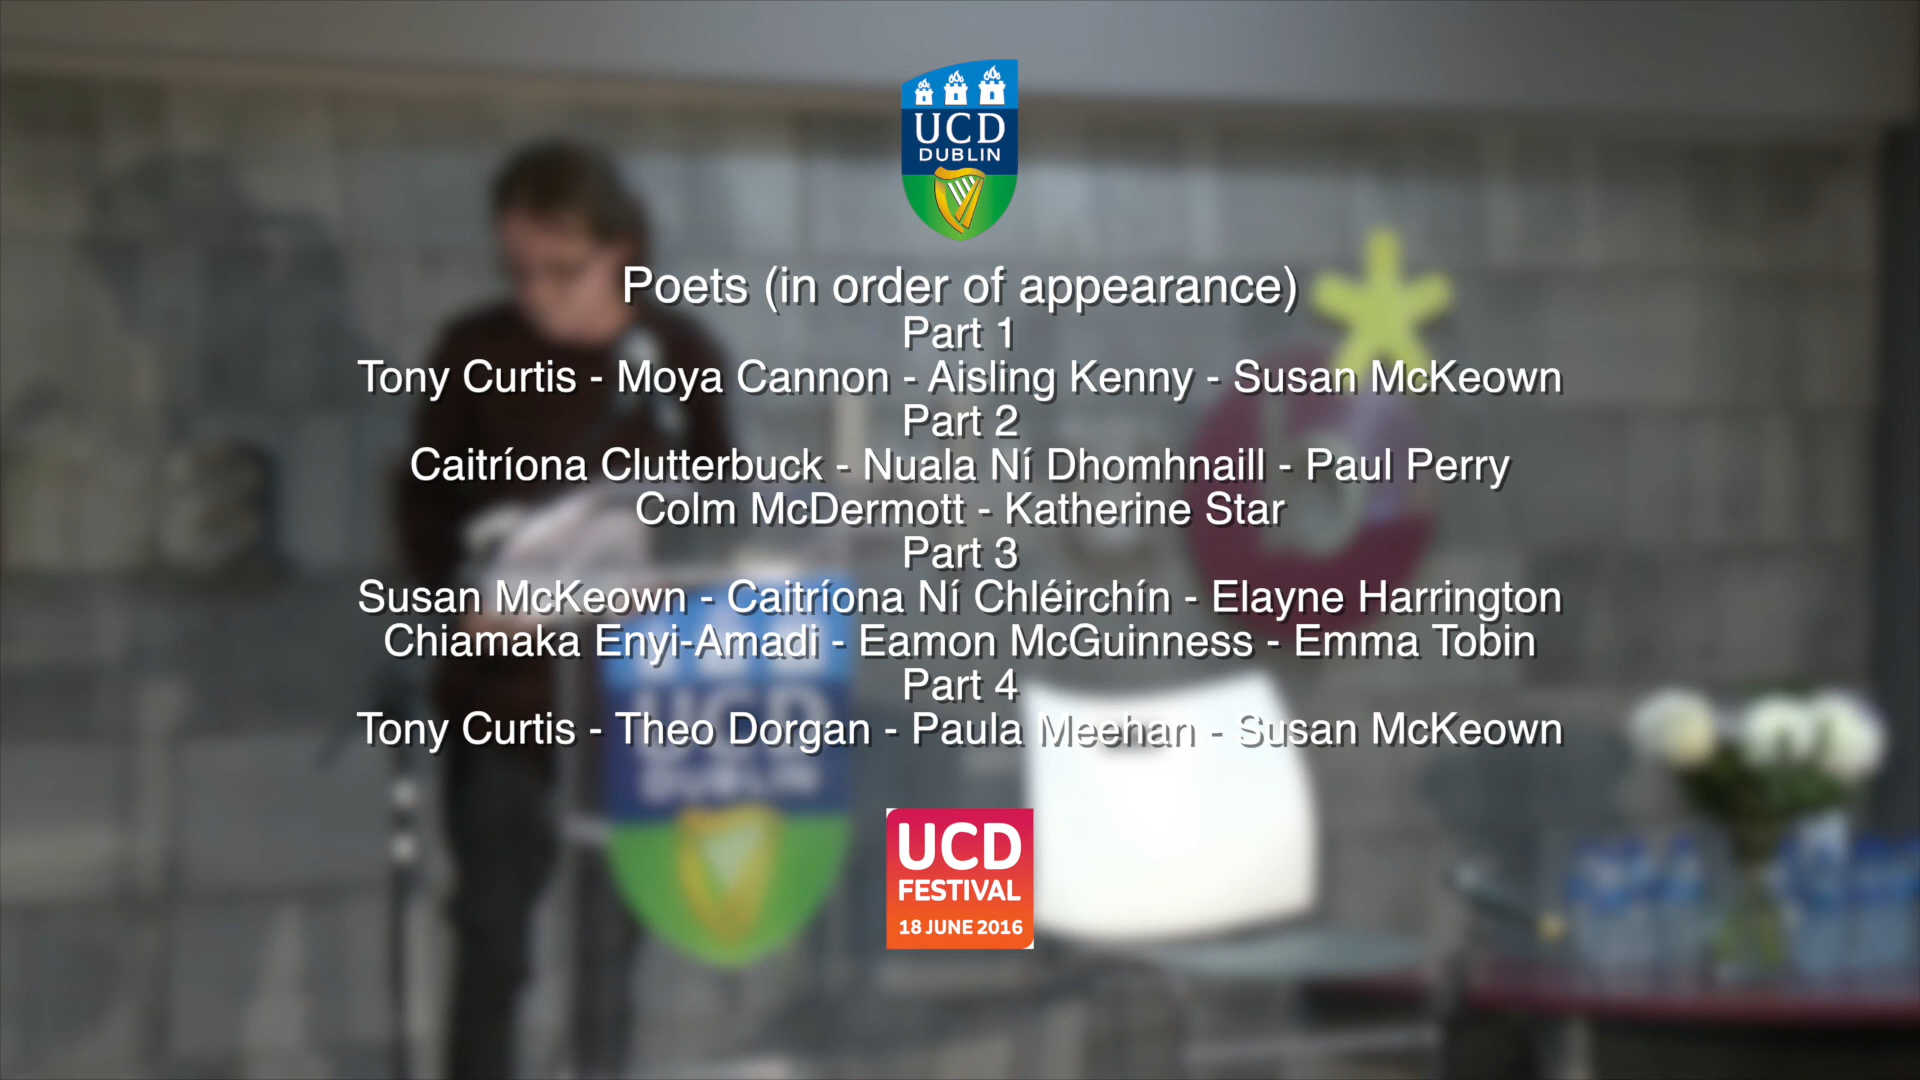 UCD
DUBLIN
Poets (in order of appearance)
Part 1
Tony Curtis - Moya Cannon - Aisling Kenny - Susan McKeown
Part 2
Caitríona Clutterbuck - Nuala Ní Dhomhnaill - Paul Perry
Colm McDermott - Katherine Star
Part 3
Susan McKeown - Caitríona Ní Chléirchín - Elayne Harrington
Chiamaka Enyi-Amadi - Eamon McGuinness - Emma Tobin
Part 4
Tony Curtis - Theo Dorgan - Paula Meehan - Susan McKeown
UCD
DUBLIN
UCD
FESTIVAL
18 JUNE 2016